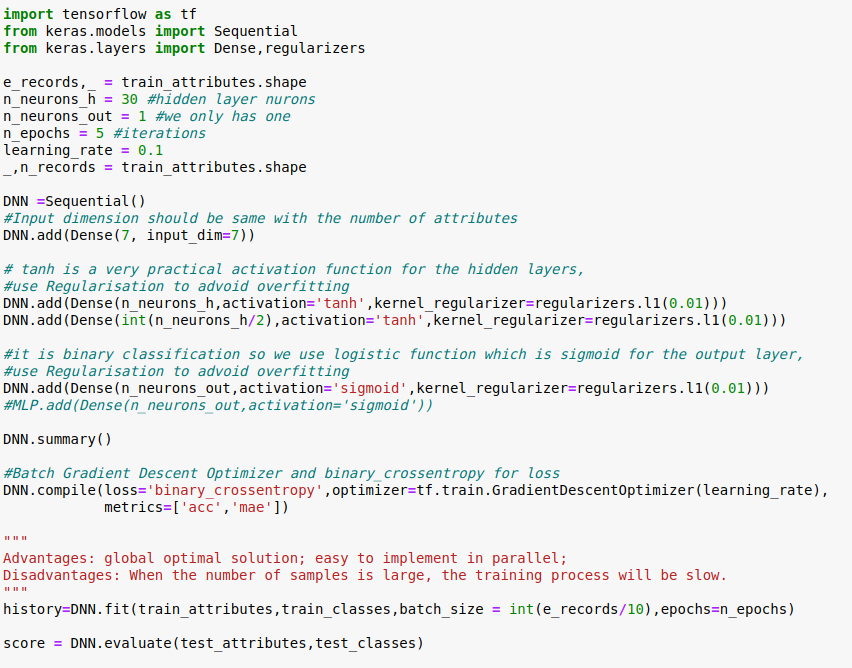 import tensorflow as tf
from keras.models import Sequential
from keras.layers import Dense,regularizers
e_records,_ = train_attributes.shape
n_neurons_h = 30 #hidden layer nurons
n_neurons_out = 1 #we only has one
n_epochs = 5 #iterations
learning_rate = 0.1
_,n_records = train_attributes.shape
DNN =Sequential()
#Input dimension should be same with the number of attributes
DNN.add(Dense(7, input_dim=7))
# tanh is a very practical activation function for the hidden layers,
#use Regularisation to advoid overfitting
DNN.add(Dense(n_neurons_h,activation='tanh',kernel_regularizer=regularizers.l1(0.01)))
DNN.add(Dense(int(n_neurons_h/2),activation='tanh',kernel_regularizer=regularizers.l1(0.01)))
#it is binary classification so we use logistic function which is sigmoid for the output layer,
#use Regularisation to advoid overfitting
DNN.add(Dense(n_neurons_out,activation='sigmoid',kernel_regularizer=regularizers.l1(0.01)))
#MLP.add(Dense(n_neurons_out,activation='sigmoid'))
DNN.summary()
#Batch Gradient Descent Optimizer and binary_crossentropy for loss
DNN.compile(loss='binary_crossentropy',optimizer=tf.train.GradientDescentOptimizer(learning_rate),
            metrics=['acc','mae'])
"""
Advantages: global optimal solution; easy to implement in parallel;
Disadvantages: When the number of samples is large, the training process will be slow.
"""
history=DNN.fit(train_attributes,train_classes,batch_size = int(e_records/10),epochs=n_epochs)
score = DNN.evaluate(test_attributes,test_classes)